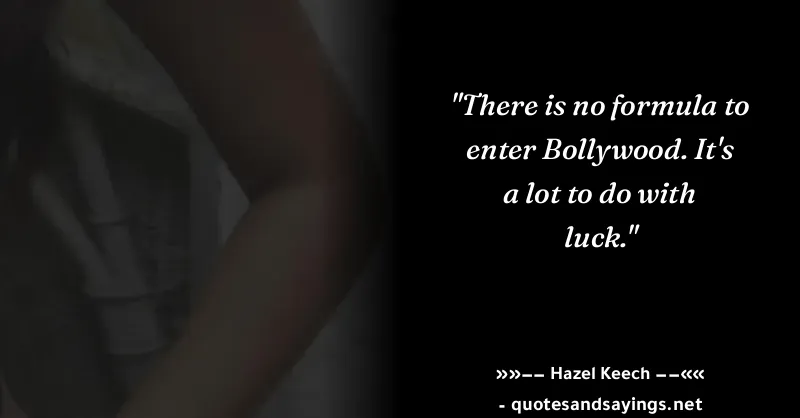 "There is no formula to
enter Bollywood. It's
a lot to do with
luck."
»»−− Hazel Keech −−««
- quotesandsayings.net